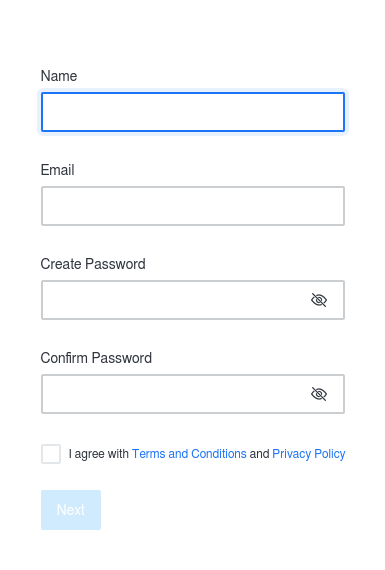 Name
Email
Create Password
Confirm Password
I agree with Terms and Conditions and Privacy Policy
Next